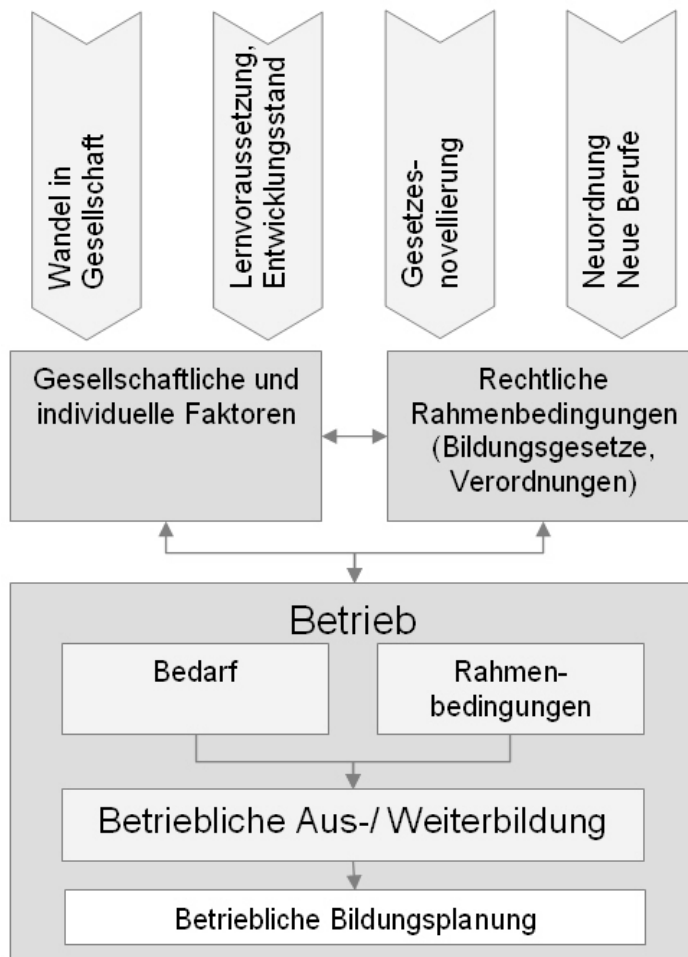 Wandel in
Gesellschaft
Lernvoraussetzung,
Entwicklungsstand
Gesetzes-
novellierung
Neuordnung
Neue Berufe
Gesellschaftliche und
individuelle Faktoren
Rechtliche
Rahmenbedingungen
(Bildungsgesetze,
Verordnungen)
Betrieb
Bedarf
Rahmen-
bedingungen
Betriebliche Aus-/ Weiterbildung
Betriebliche Bildungsplanung